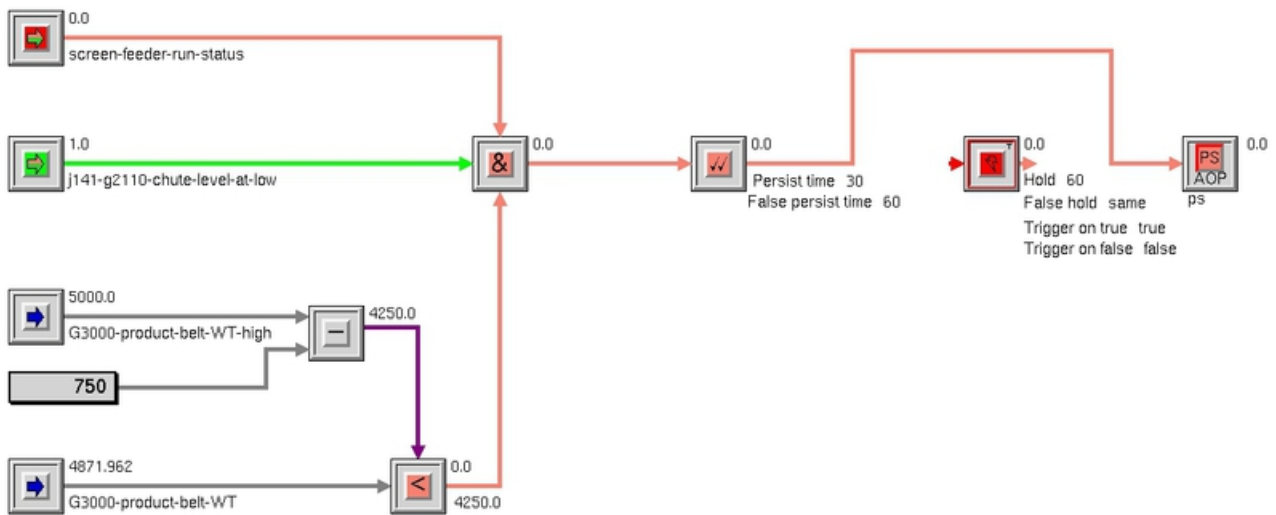 0.0
screen-feeder-run-status
1.0
j141-g2110-chute-level-at-low
&
0.0
0.0
Persist time 30
False persist time 60
0.0
Hold 60
False hold same
Trigger on true true
Trigger on false false
PS
AOP
ps
0.0
5000.0
G3000-product-belt-WT-high
−
4250.0
750
4871.962
G3000-product-belt-WT
<
0.0
4250.0